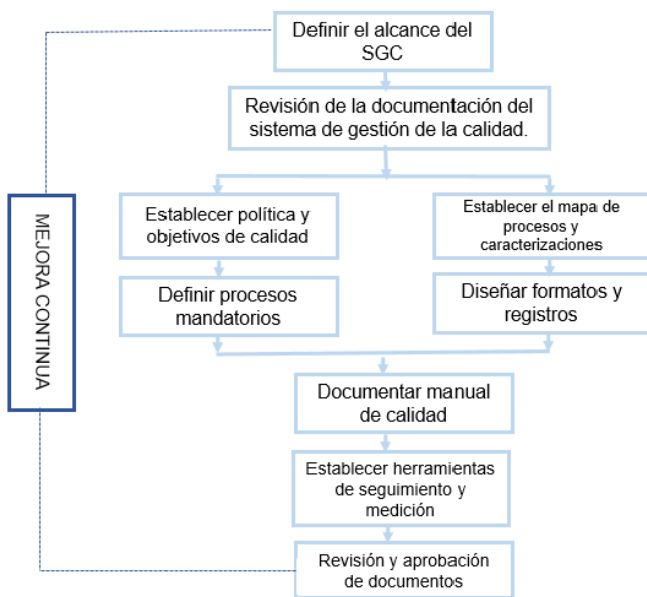 Definir el alcance del
SGC
Revisión de la documentación del
sistema de gestión de la calidad.
Establecer política y
objetivos de calidad
Establecer el mapa de
procesos y
caracterizaciones
Definir procesos
mandatorios
Diseñar formatos y
registros
MEJORA CONTINUA
Documentar manual
de calidad
Establecer herramientas
de seguimiento y
medición
Revisión y aprobación
de documentos